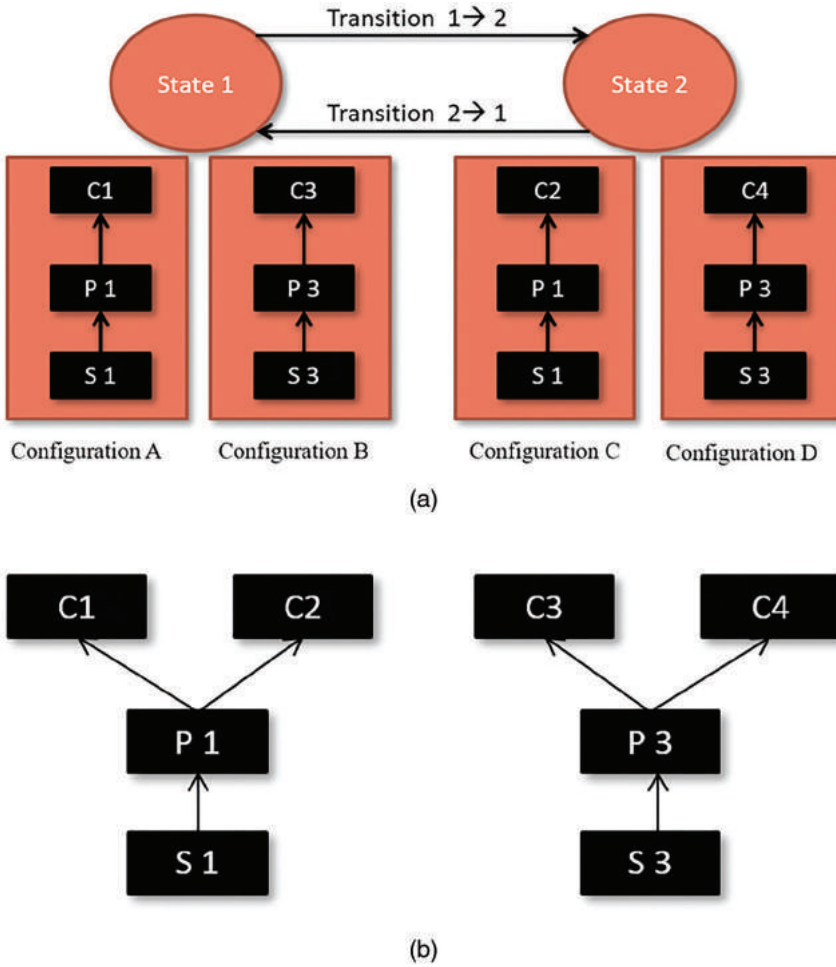 Transition 1→ 2
State 1
State 2
Transition 2→ 1
C1
C3
C2
C4
P 1
P 3
P 1
P 3
S 1
S 3
S 1
S 3
Configuration A
Configuration B
Configuration C
Configuration D
(a)
C1
C2
C3
C4
P 1
P 3
S 1
S 3
(b)